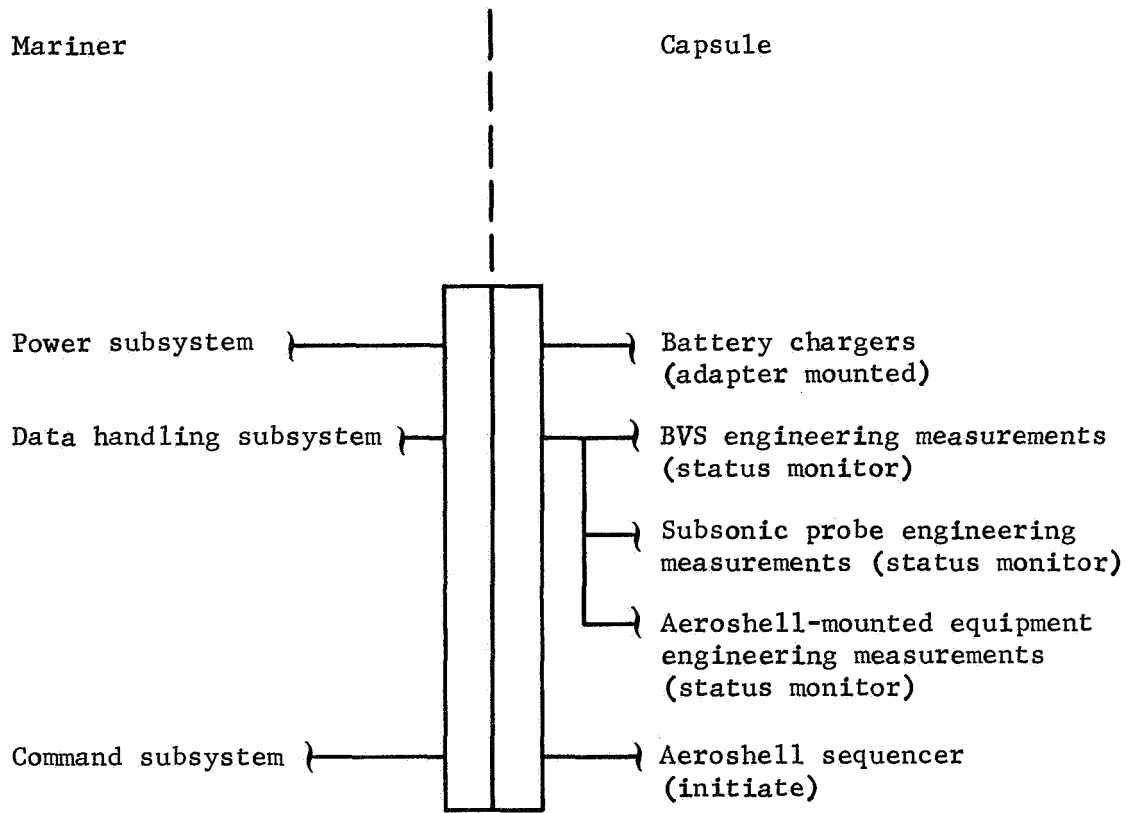 Mariner
Capsule
Power subsystem
Battery chargers
(adapter mounted)
Data handling subsystem
BVS engineering measurements
(status monitor)
Subsonic probe engineering
measurements (status monitor)
Aeroshell-mounted equipment
engineering measurements
(status monitor)
Command subsystem
Aeroshell sequencer
(initiate)